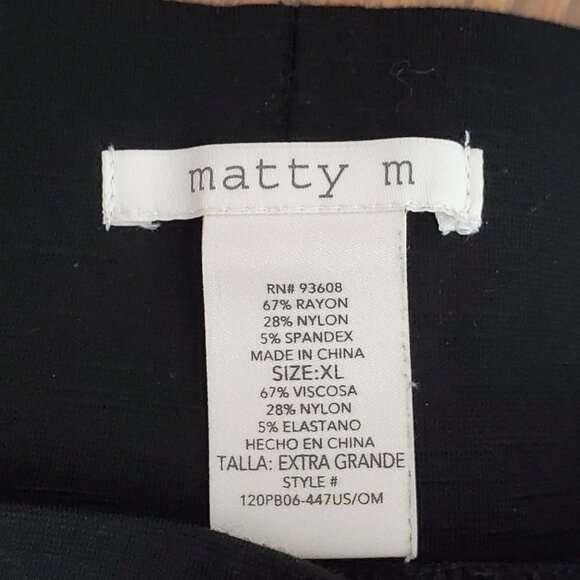 matty m
RN# 93608
67% RAYON
28% NYLON
5% SPANDEX
MADE IN CHINA
SIZE:XL
67% VISCOSA
28% NYLON
5% ELASTANO
HECHO EN CHINA
TALLA: EXTRA GRANDE
STYLE #
120PB06-447US/OM